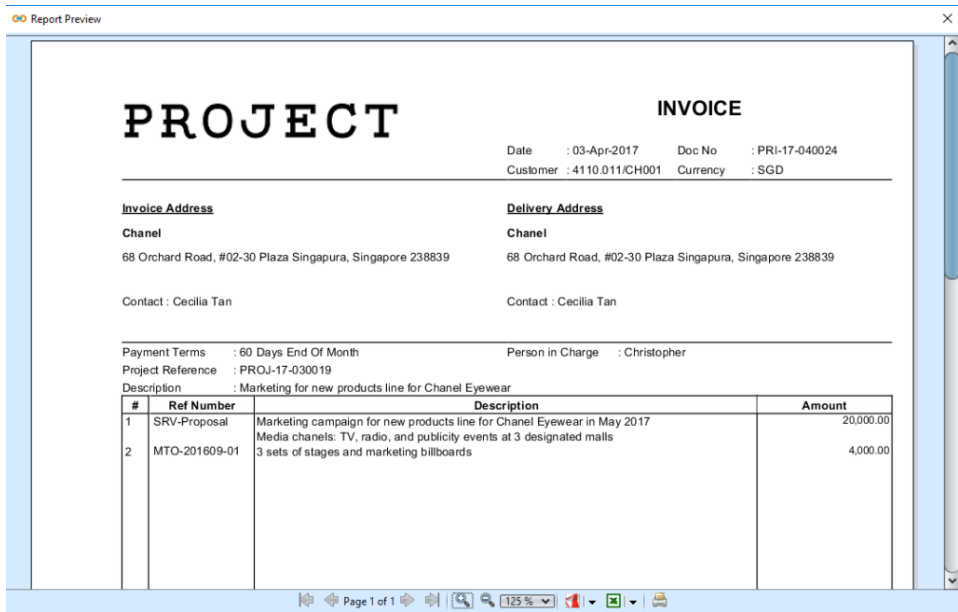 Report Preview
PROJECT
INVOICE
Date : 03-Apr-2017 Doc No : PRI-17-040024
Customer : 4110.011/CH001 Currency : SGD
Invoice Address Delivery Address
Chanel Chanel
68 Orchard Road, #02-30 Plaza Singapura, Singapore 238839 68 Orchard Road, #02-30 Plaza Singapura, Singapore 238839
Contact : Cecilia Tan Contact : Cecilia Tan
Payment Terms : 60 Days End Of Month Person in Charge : Christopher
Project Reference : PROJ-17-030019
Description : Marketing for new products line for Chanel Eyewear
# Ref Number Description Amount
1 SRV-Proposal Marketing campaign for new products line for Chanel Eyewear in May 2017 20,000.00
Media chanels: TV, radio, and publicity events at 3 designated malls
2 MTO-201609-01 3 sets of stages and marketing billboards 4,000.00
Page 1 of 1 125 %